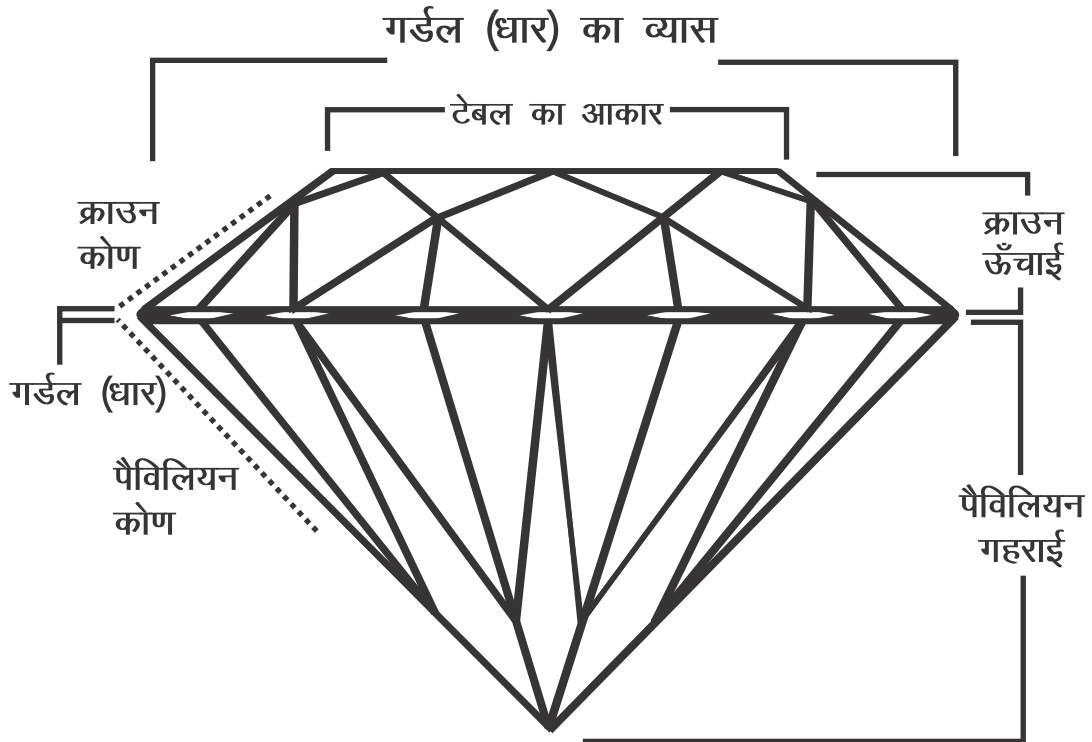 गर्डल (धार) का व्यास
टेबल का आकार
क्राउन
कोण
क्राउन
ऊँचाई
गर्डल (धार)
पैविलियन
कोण
पैविलियन
गहराई